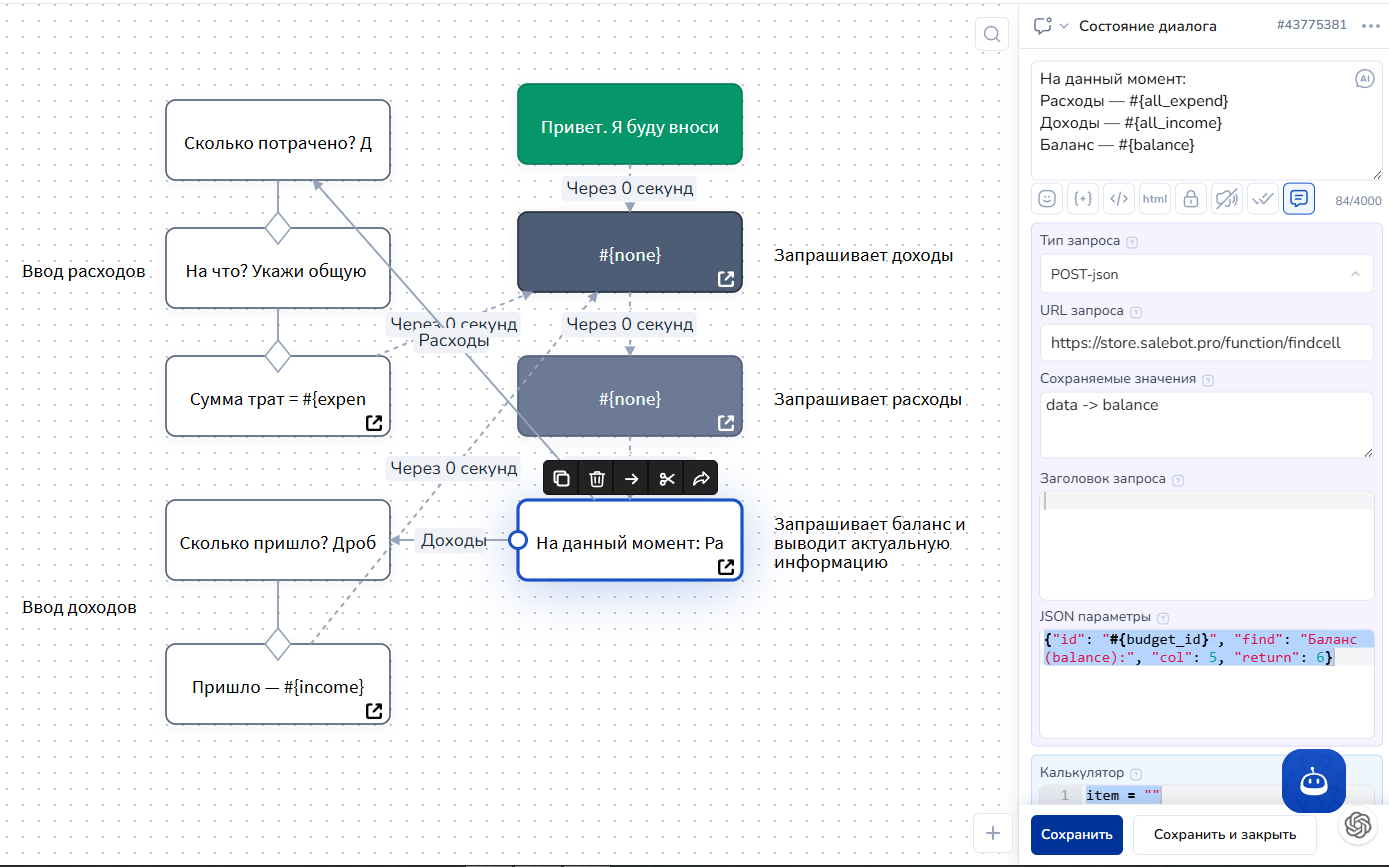 Состояние диалога
#43775381
На данный момент:
Расходы — #{all_expend}
Доходы — #{all_income}
Баланс — #{balance}
AI
{+}
</>
html
84/4000
Тип запроса ?
POST-json
URL запроса ?
https://store.salebot.pro/function/findcell
Сохраняемые значения ?
data -> balance
Заголовок запроса ?
JSON параметры ?
{"id": "#{budget_id}", "find": "Баланс
(balance):", "col": 5, "return": 6}
Калькулятор ?
1 item = ""
Сохранить
Сохранить и закрыть
Привет. Я буду вноси
Через 0 секунд
#{none}
Запрашивает доходы
Через 0 секунд
#{none}
Запрашивает расходы
На данный момент: Ра
Запрашивает баланс и
выводит актуальную
информацию
Сколько потрачено? Д
Ввод расходов
На что? Укажи общую
Через 0 секунд
Расходы
Сумма трат = #{expen
Через 0 секунд
Сколько пришло? Дроб
Доходы
Ввод доходов
Пришло — #{income}